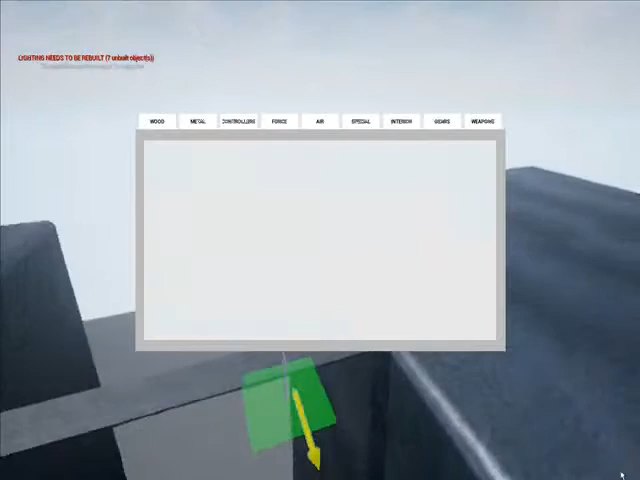 LIGHTING NEEDS TO BE REBUILT (7 unbuilt object(s))
WOOD METAL CONTROLLERS FORCE AIR SPECIAL INTERIOR GEARS WEAPONS